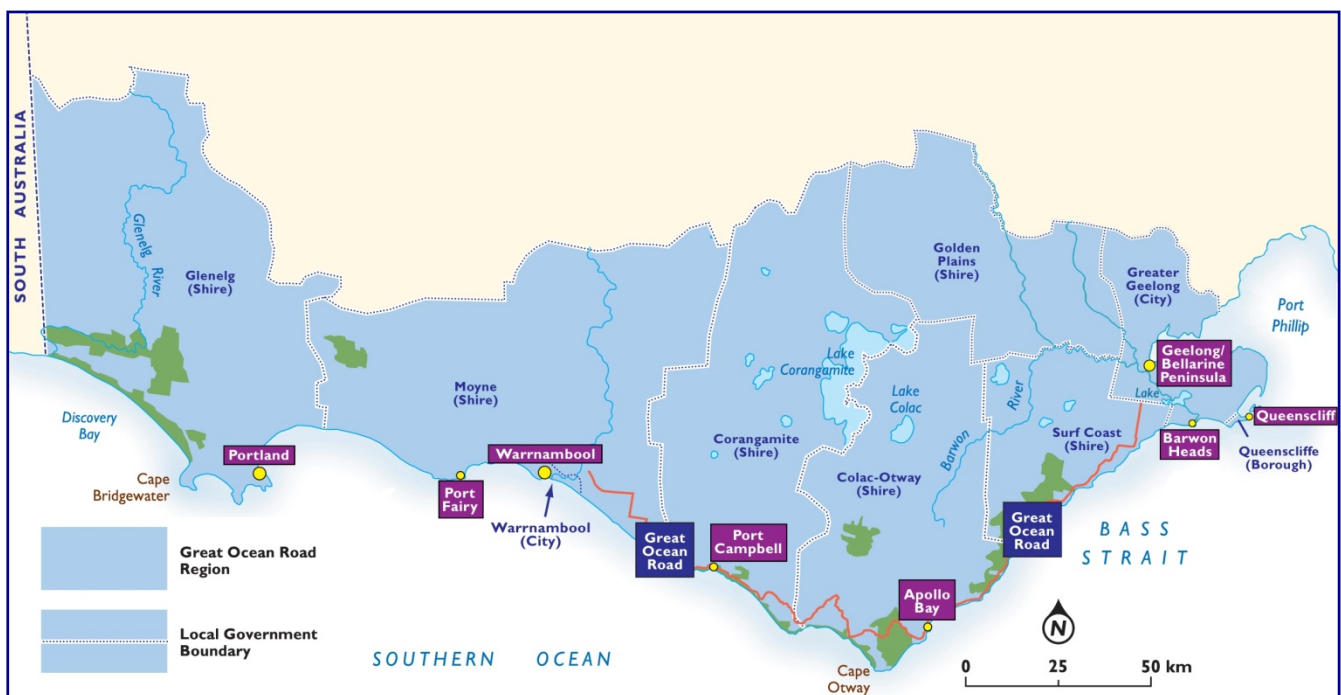 SOUTH AUSTRALIA
Glenelg
River
Glenelg
(Shire)
Discovery
Bay
Cape
Bridgewater
Portland
Moyne
(Shire)
Port
Fairy
Warrnambool
Warrnambool
(City)
Great
Ocean
Road
Port
Campbell
Corangamite
(Shire)
Lake
Corangamite
Lake
Colac
Colac-Otway
(Shire)
Golden
Plains
(Shire)
Greater
Geelong
(City)
Port
Phillip
Geelong/
Bellarine
Peninsula
Lake
Barwon
River
Surf Coast
(Shire)
Barwon
Heads
Queenscliff
Queenscliffe
(Borough)
Great
Ocean
Road
BASS
STRAIT
Apollo
Bay
Cape
Otway
SOUTHERN OCEAN
Great Ocean Road
Region
Local Government
Boundary
N
0 25 50 km